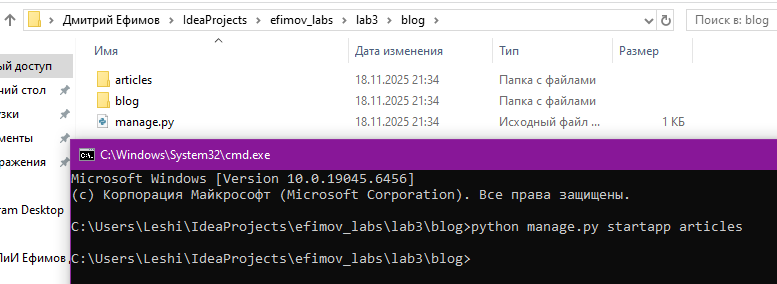 Дмитрий Ефимов > IdeaProjects > efimov_labs > lab3 > blog >
Поиск в: blog
Имя Дата изменения Тип Размер
articles 18.11.2025 21:34 Папка с файлами
blog 18.11.2025 21:34 Папка с файлами
manage.py 18.11.2025 21:34 Исходный файл ... 1 КБ
ый доступ
чий стол
узки
менты
ражения
ram Desktop
ЛиИ Ефимов
C:\Windows\System32\cmd.exe
Microsoft Windows [Version 10.0.19045.6456]
(c) Корпорация Майкрософт (Microsoft Corporation). Все права защищены.
C:\Users\Leshi\IdeaProjects\efimov_labs\lab3\blog>python manage.py startapp articles
C:\Users\Leshi\IdeaProjects\efimov_labs\lab3\blog>